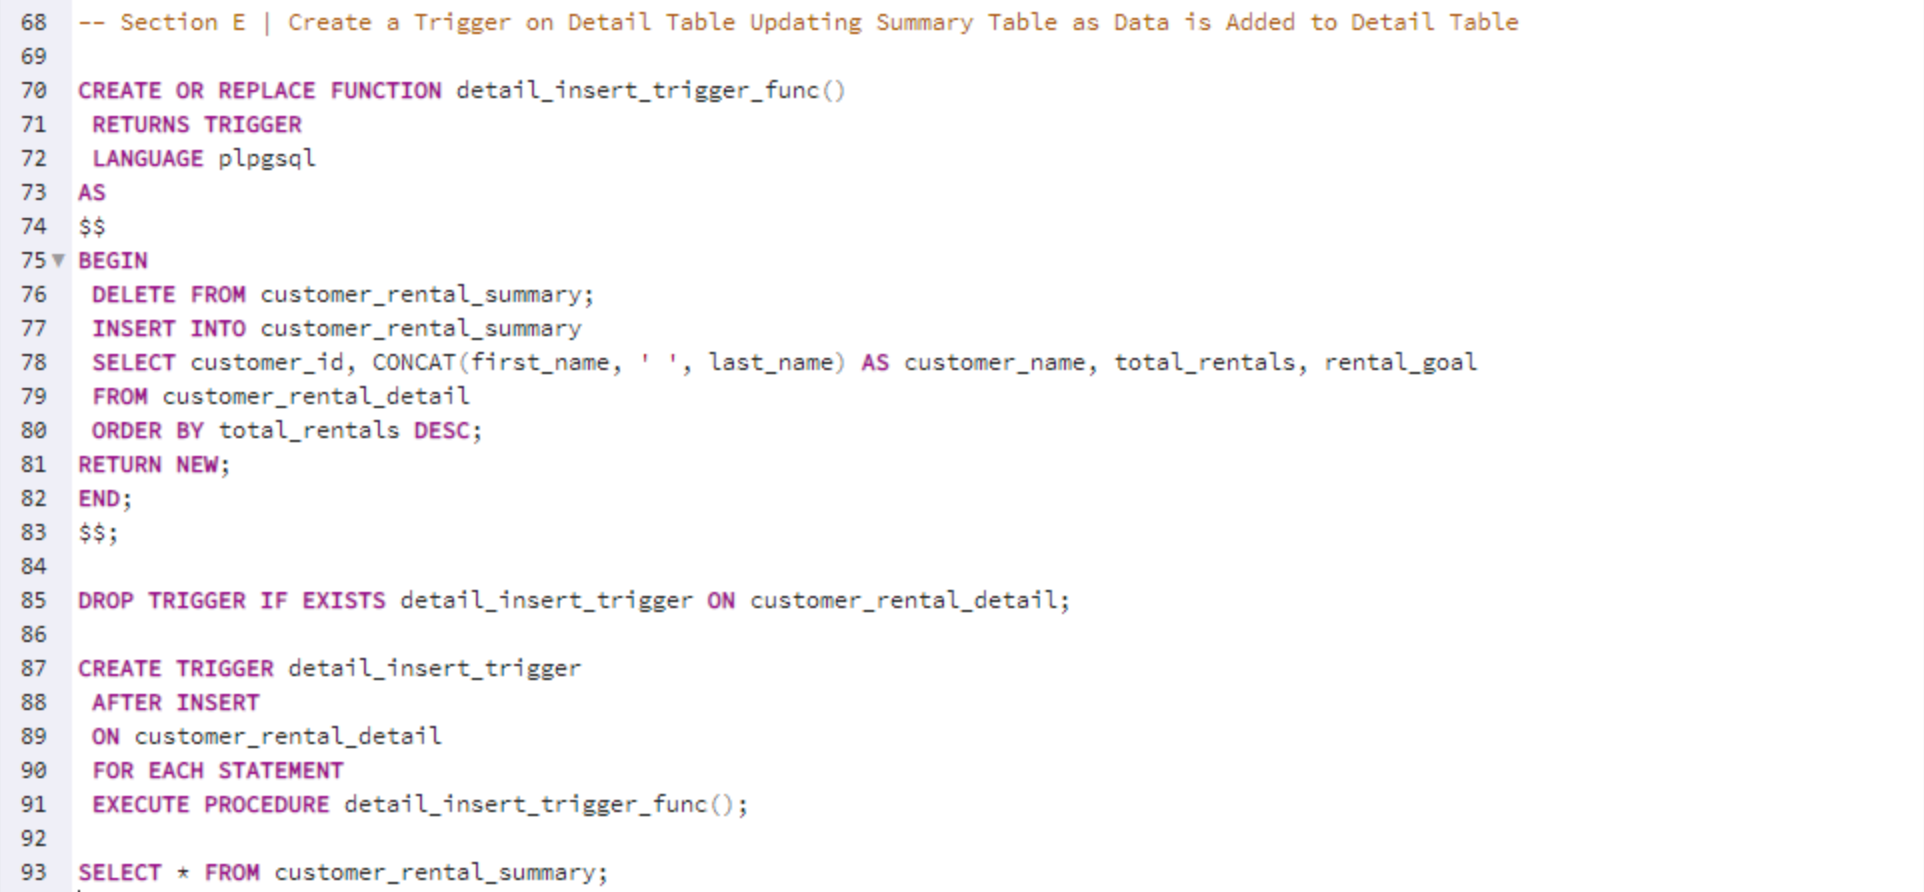 68 -- Section E | Create a Trigger on Detail Table Updating Summary Table as Data is Added to Detail Table
69
70 CREATE OR REPLACE FUNCTION detail_insert_trigger_func()
71 RETURNS TRIGGER
72 LANGUAGE plpgsql
73 AS
74 $$
75 BEGIN
76 DELETE FROM customer_rental_summary;
77 INSERT INTO customer_rental_summary
78 SELECT customer_id, CONCAT(first_name, ' ', last_name) AS customer_name, total_rentals, rental_goal
79 FROM customer_rental_detail
80 ORDER BY total_rentals DESC;
81 RETURN NEW;
82 END;
83 $$;
84
85 DROP TRIGGER IF EXISTS detail_insert_trigger ON customer_rental_detail;
86
87 CREATE TRIGGER detail_insert_trigger
88 AFTER INSERT
89 ON customer_rental_detail
90 FOR EACH STATEMENT
91 EXECUTE PROCEDURE detail_insert_trigger_func();
92
93 SELECT * FROM customer_rental_summary;